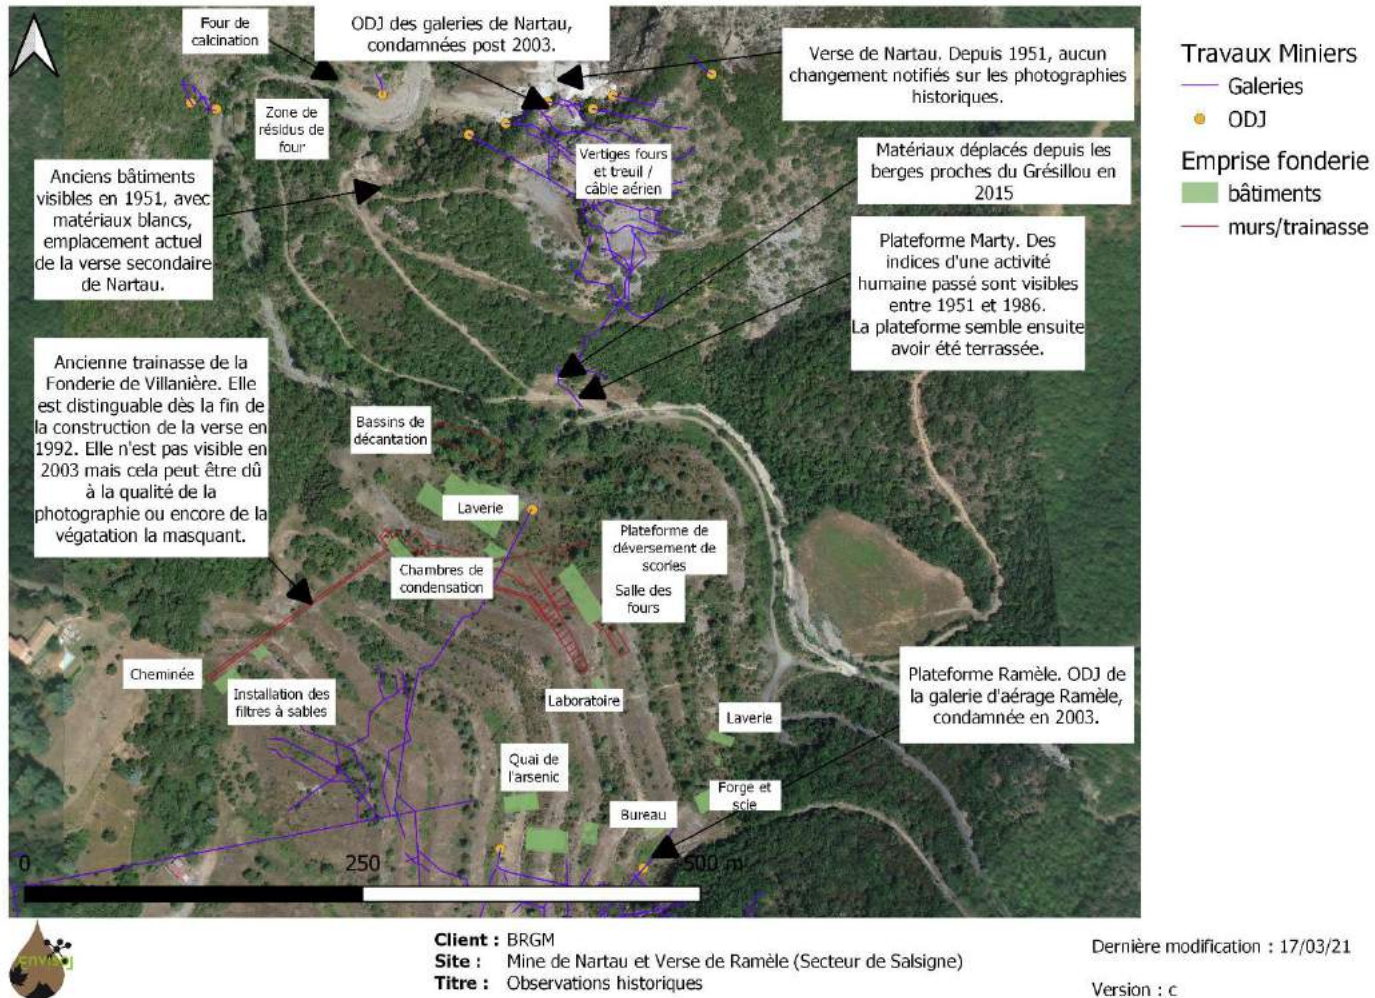 Four de
calcination
ODJ des galeries de Nartau,
condamnées post 2003.
Verse de Nartau. Depuis 1951, aucun
changement notifiés sur les photographies
historiques.
Travaux Miniers
Galeries
ODJ
Emprise fonderie
bâtiments
murs/trainasse
Zone de
résidus de
four
Vertiges fours
et treuil /
câble aérien
Matériaux déplacés depuis les
berges proches du Grésillou en
2015
Anciens bâtiments
visibles en 1951, avec
matériaux blancs,
emplacement actuel
de la verse secondaire
de Nartau.
Plateforme Marty. Des
indices d'une activité
humaine passé sont visibles
entre 1951 et 1986.
La plateforme semble ensuite
avoir été terrassée.
Ancienne trainasse de la
Fonderie de Villanière. Elle
est distinguable dès la fin de
la construction de la verse en
1992. Elle n'est pas visible en
2003 mais cela peut être dû
à la qualité de la
photographie ou encore de la
végatation la masquant.
Bassins de
décantation
Laverie
Plateforme de
déversement de
scories
Chambres de
condensation
Salle des
fours
Cheminée
Installation des
filtres à sables
Laboratoire
Laverie
Plateforme Ramèle. ODJ de
la galerie d'aérage Ramèle,
condamnée en 2003.
Quai de
l'arsenic
Bureau
Forge et
scie
0
250
500 m
envisol
Client : BRGM
Site : Mine de Nartau et Verse de Ramèle (Secteur de Salsigne)
Titre : Observations historiques
Dernière modification : 17/03/21
Version : c